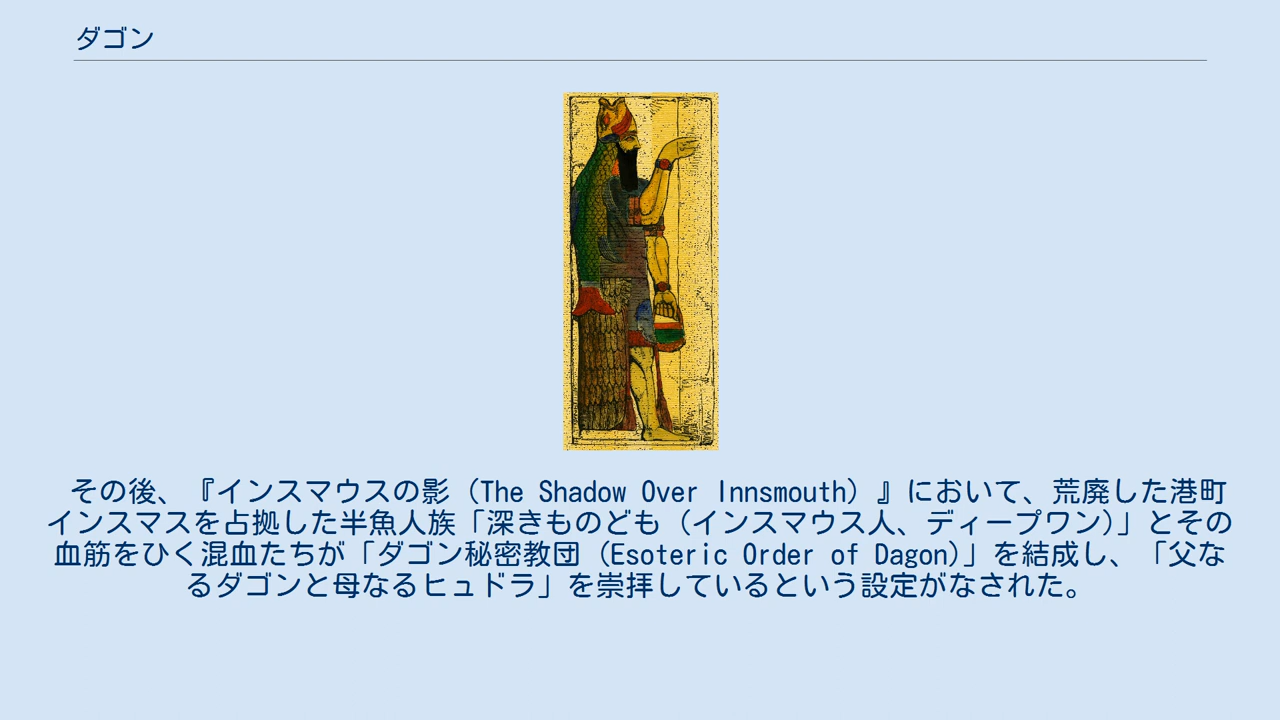 ダゴン
その後、『インスマウスの影（The Shadow Over Innsmouth）』において、荒廃した港町
インスマスを占拠した半魚人族「深きものども（インスマウス人、ディープワン）」とその
血筋をひく混血たちが「ダゴン秘密教団（Esoteric Order of Dagon）」を結成し、「父な
るダゴンと母なるヒュドラ」を崇拝しているという設定がなされた。